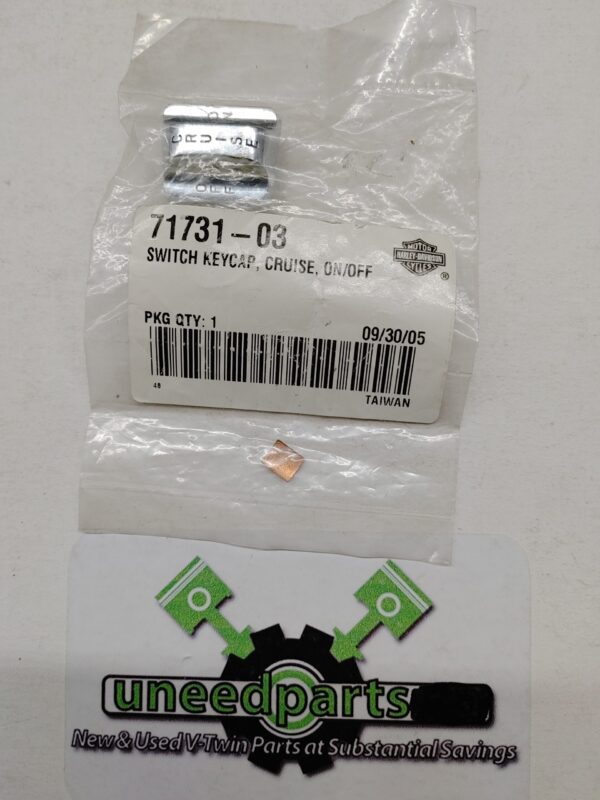 ON
CRUISE
OFF
71731-03
SWITCH KEYCAP, CRUISE, ON/OFF
MOTOR
HARLEY-DAVIDSON
CYCLES
®
PKG QTY: 1
09/30/05
48
TAIWAN
uneedparts
New & Used V-Twin Parts at Substantial Savings